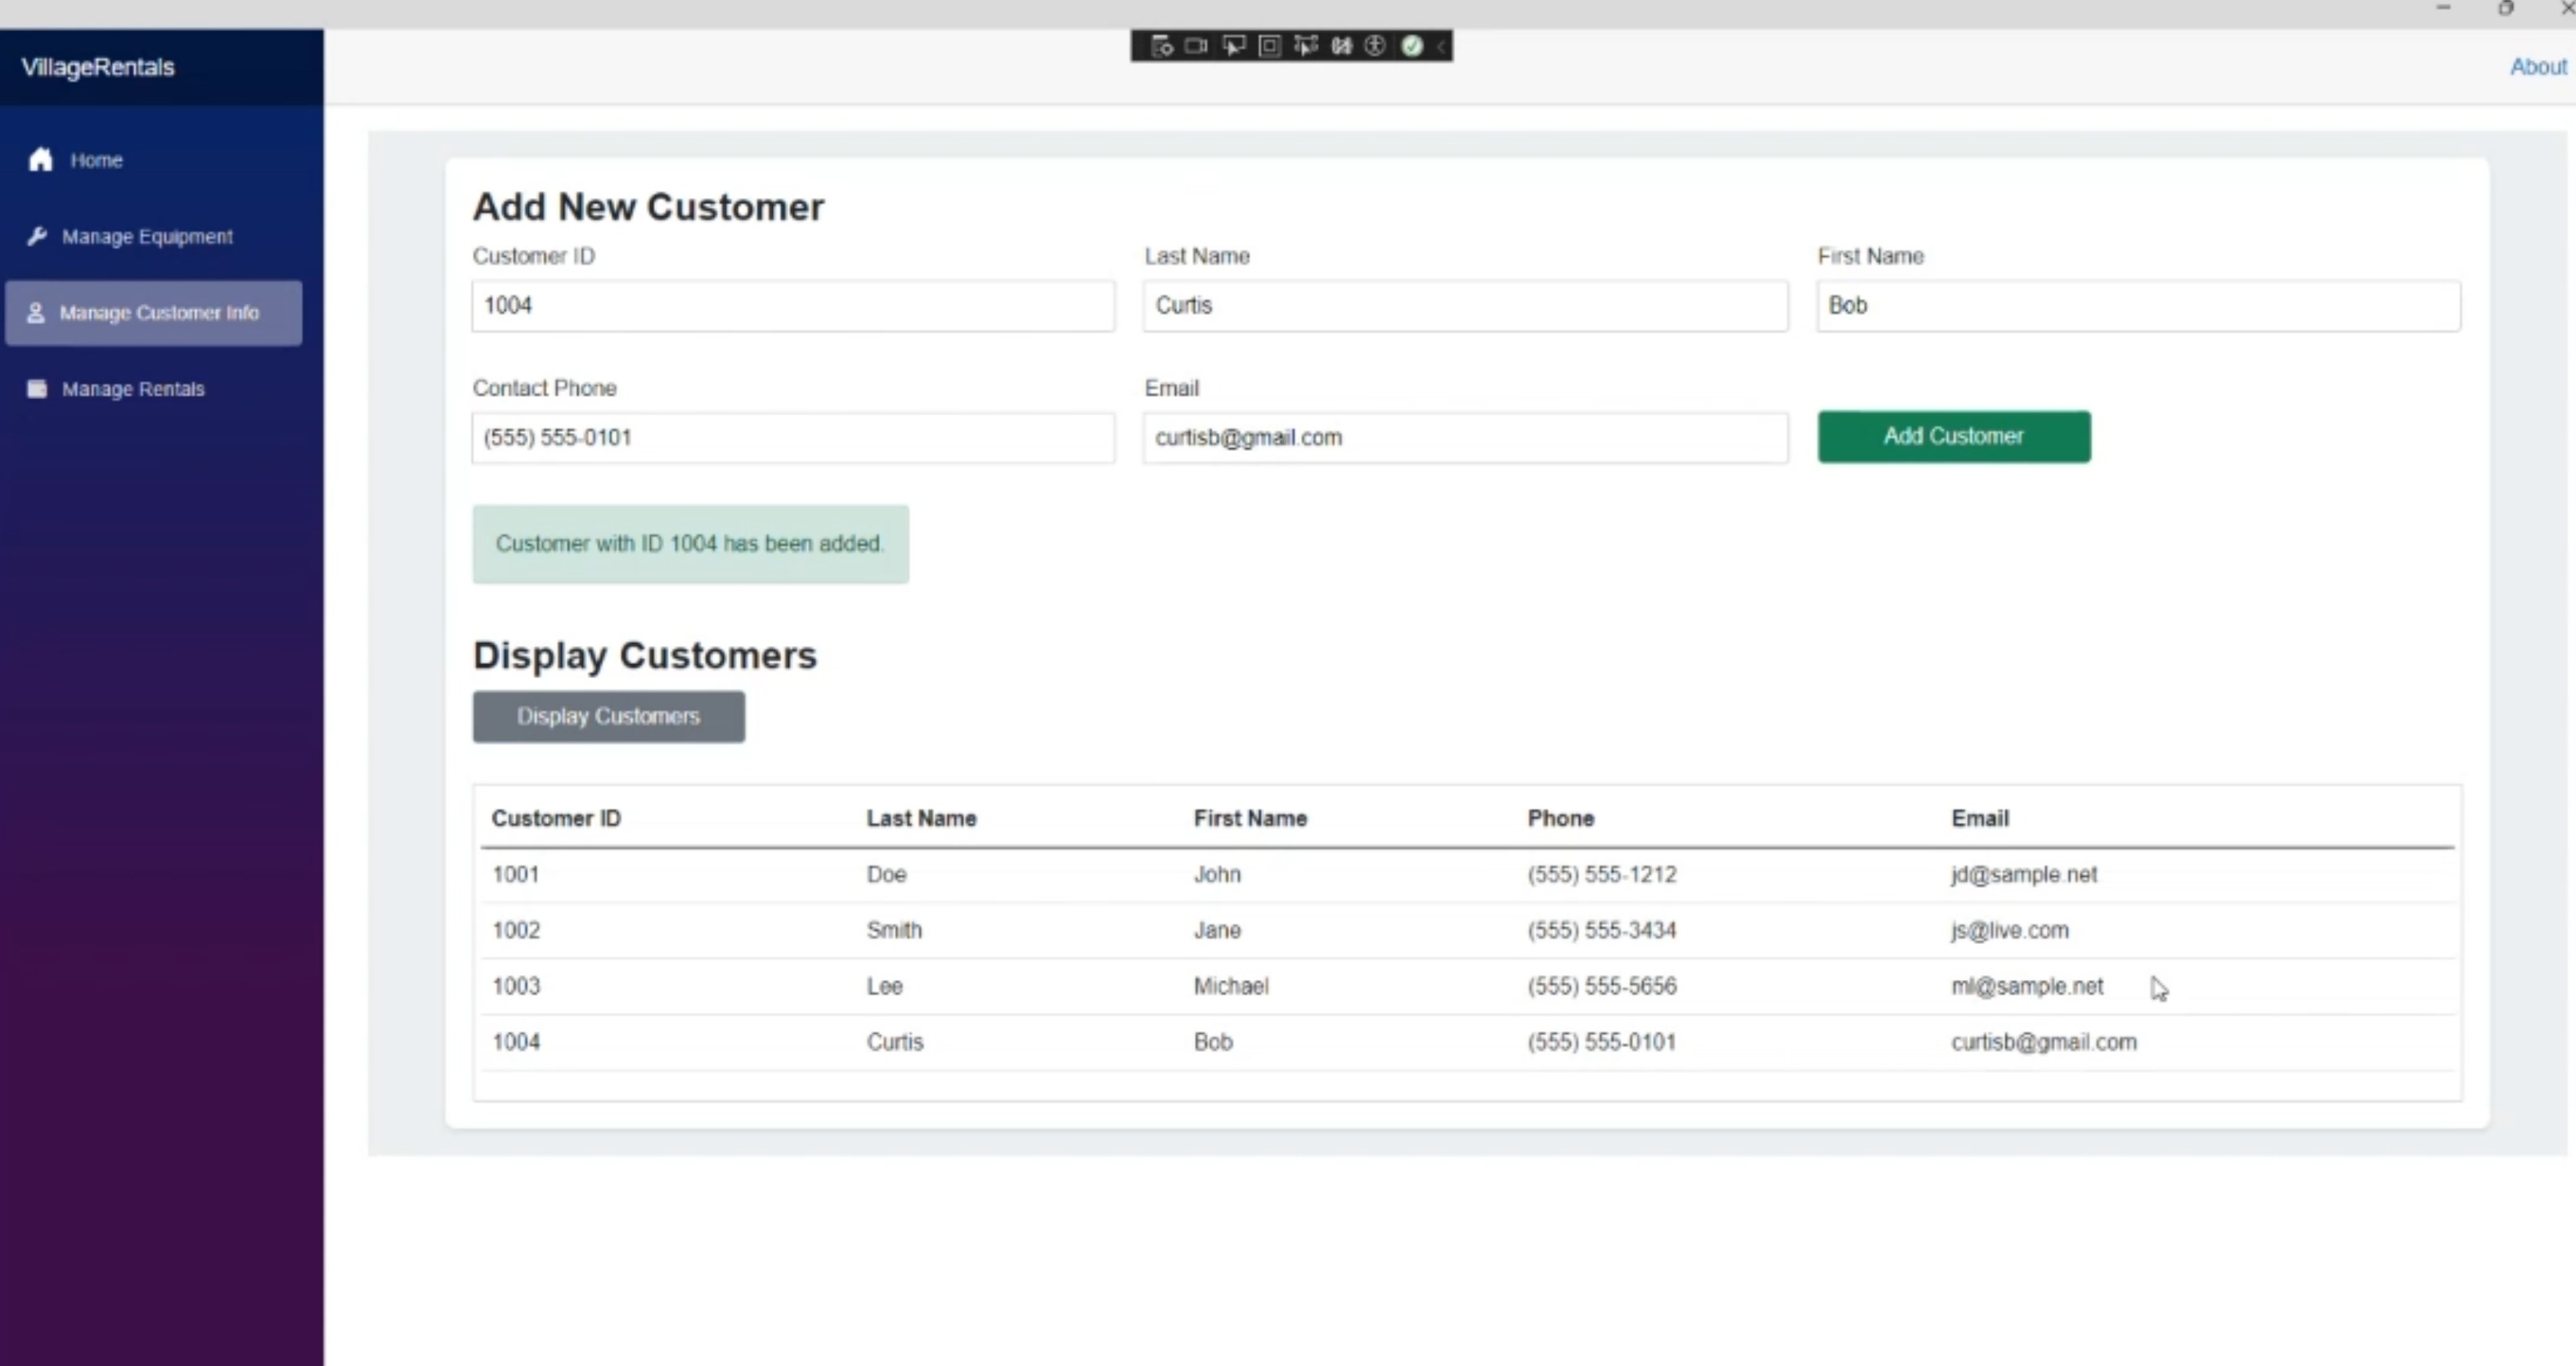 VillageRentals
About
Home
Manage Equipment
Manage Customer Info
Manage Rentals
Add New Customer
Customer ID Last Name First Name
1004 Curtis Bob
Contact Phone Email
(555) 555-0101 curtisb@gmail.com Add Customer
Customer with ID 1004 has been added.
Display Customers
Display Customers
Customer ID Last Name First Name Phone Email
1001 Doe John (555) 555-1212 jd@sample.net
1002 Smith Jane (555) 555-3434 js@live.com
1003 Lee Michael (555) 555-5656 ml@sample.net
1004 Curtis Bob (555) 555-0101 curtisb@gmail.com